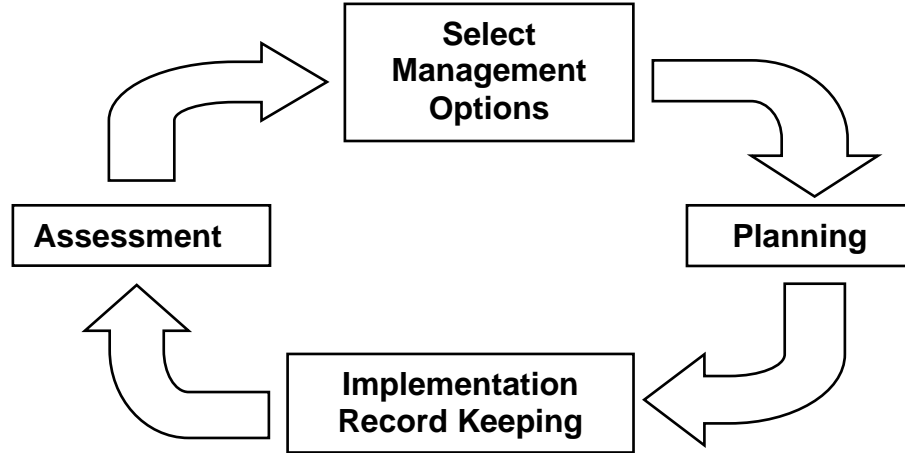 Select
Management
Options
Assessment
Planning
Implementation
Record Keeping